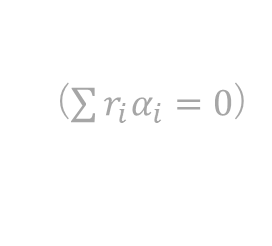 (∑ rᵢαᵢ = 0)